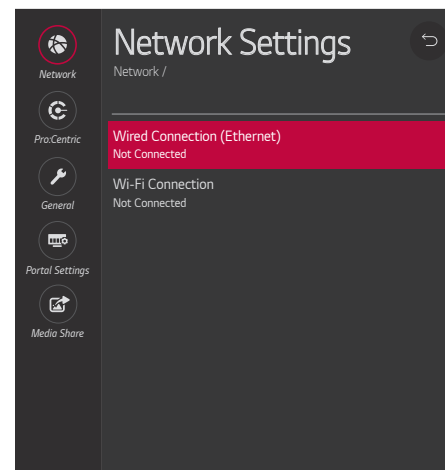 Network Settings
Network /
Network
Pro:Centric
General
Portal Settings
Media Share
Wired Connection (Ethernet)
Not Connected
Wi-Fi Connection
Not Connected